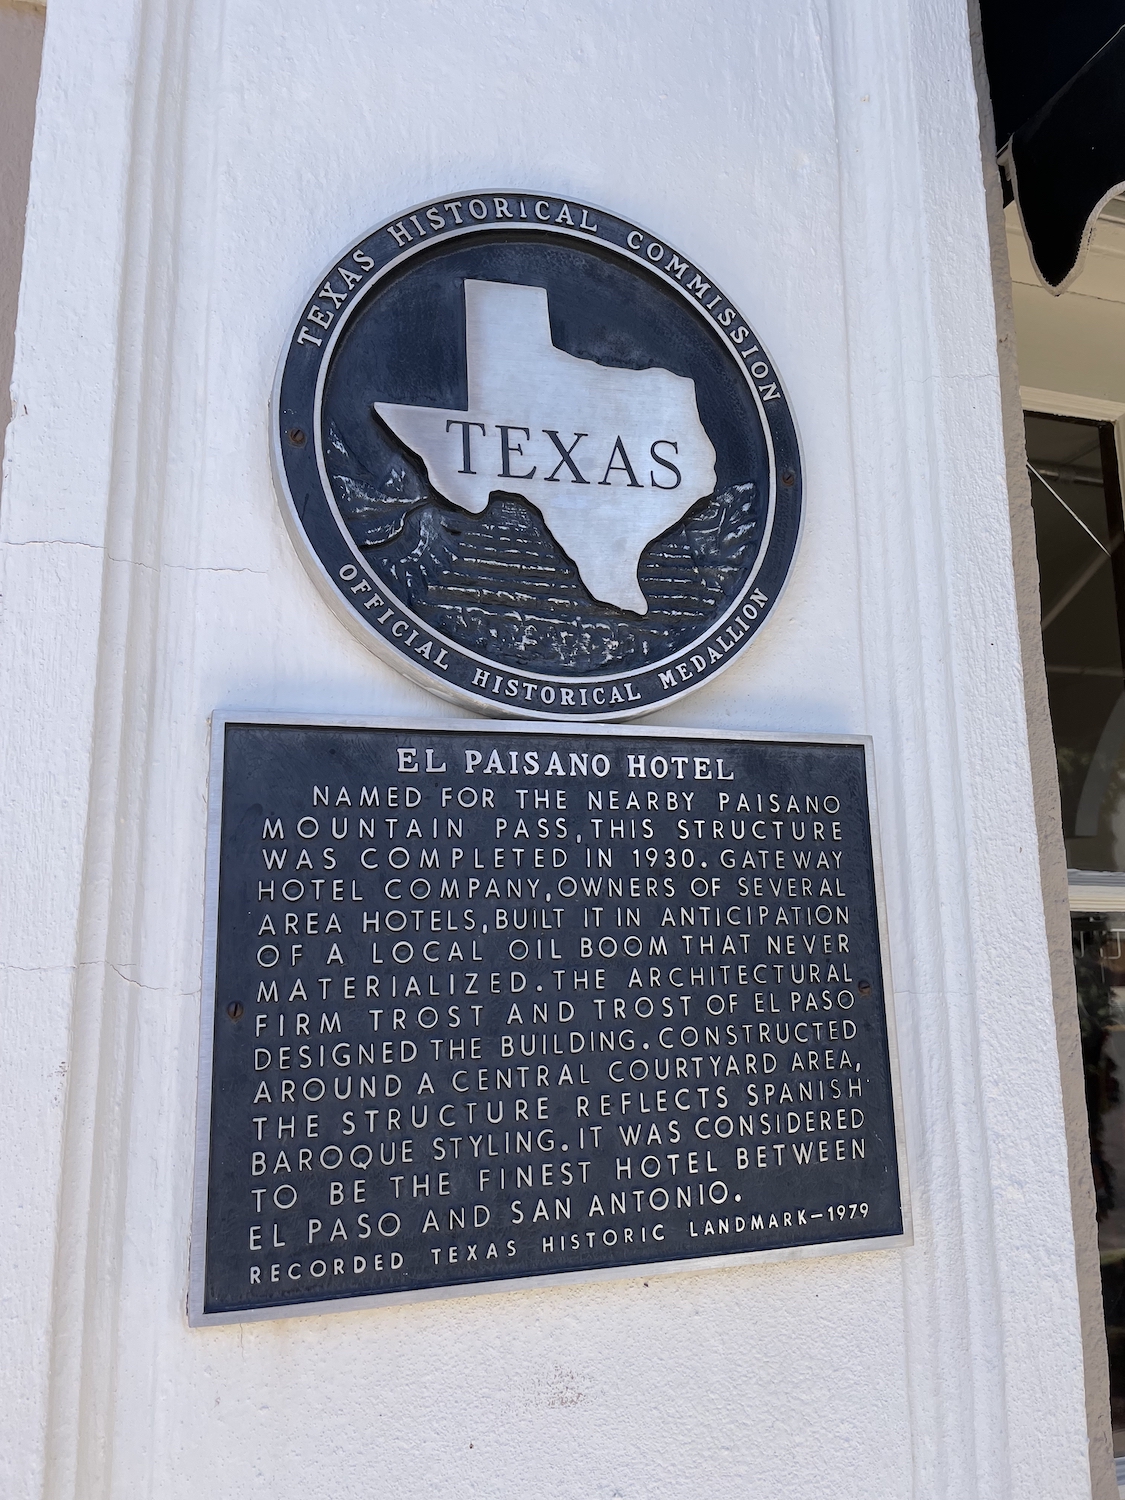 TEXAS HISTORICAL COMMISSION
TEXAS
OFFICIAL HISTORICAL MEDALLION
EL PAISANO HOTEL
NAMED FOR THE NEARBY PAISANO
MOUNTAIN PASS, THIS STRUCTURE
WAS COMPLETED IN 1930. GATEWAY
HOTEL COMPANY, OWNERS OF SEVERAL
AREA HOTELS, BUILT IT IN ANTICIPATION
OF A LOCAL OIL BOOM THAT NEVER
MATERIALIZED. THE ARCHITECTURAL
FIRM TROST AND TROST OF EL PASO
DESIGNED THE BUILDING. CONSTRUCTED
AROUND A CENTRAL COURTYARD AREA,
THE STRUCTURE REFLECTS SPANISH
BAROQUE STYLING. IT WAS CONSIDERED
TO BE THE FINEST HOTEL BETWEEN
EL PASO AND SAN ANTONIO.
RECORDED TEXAS HISTORIC LANDMARK—1979